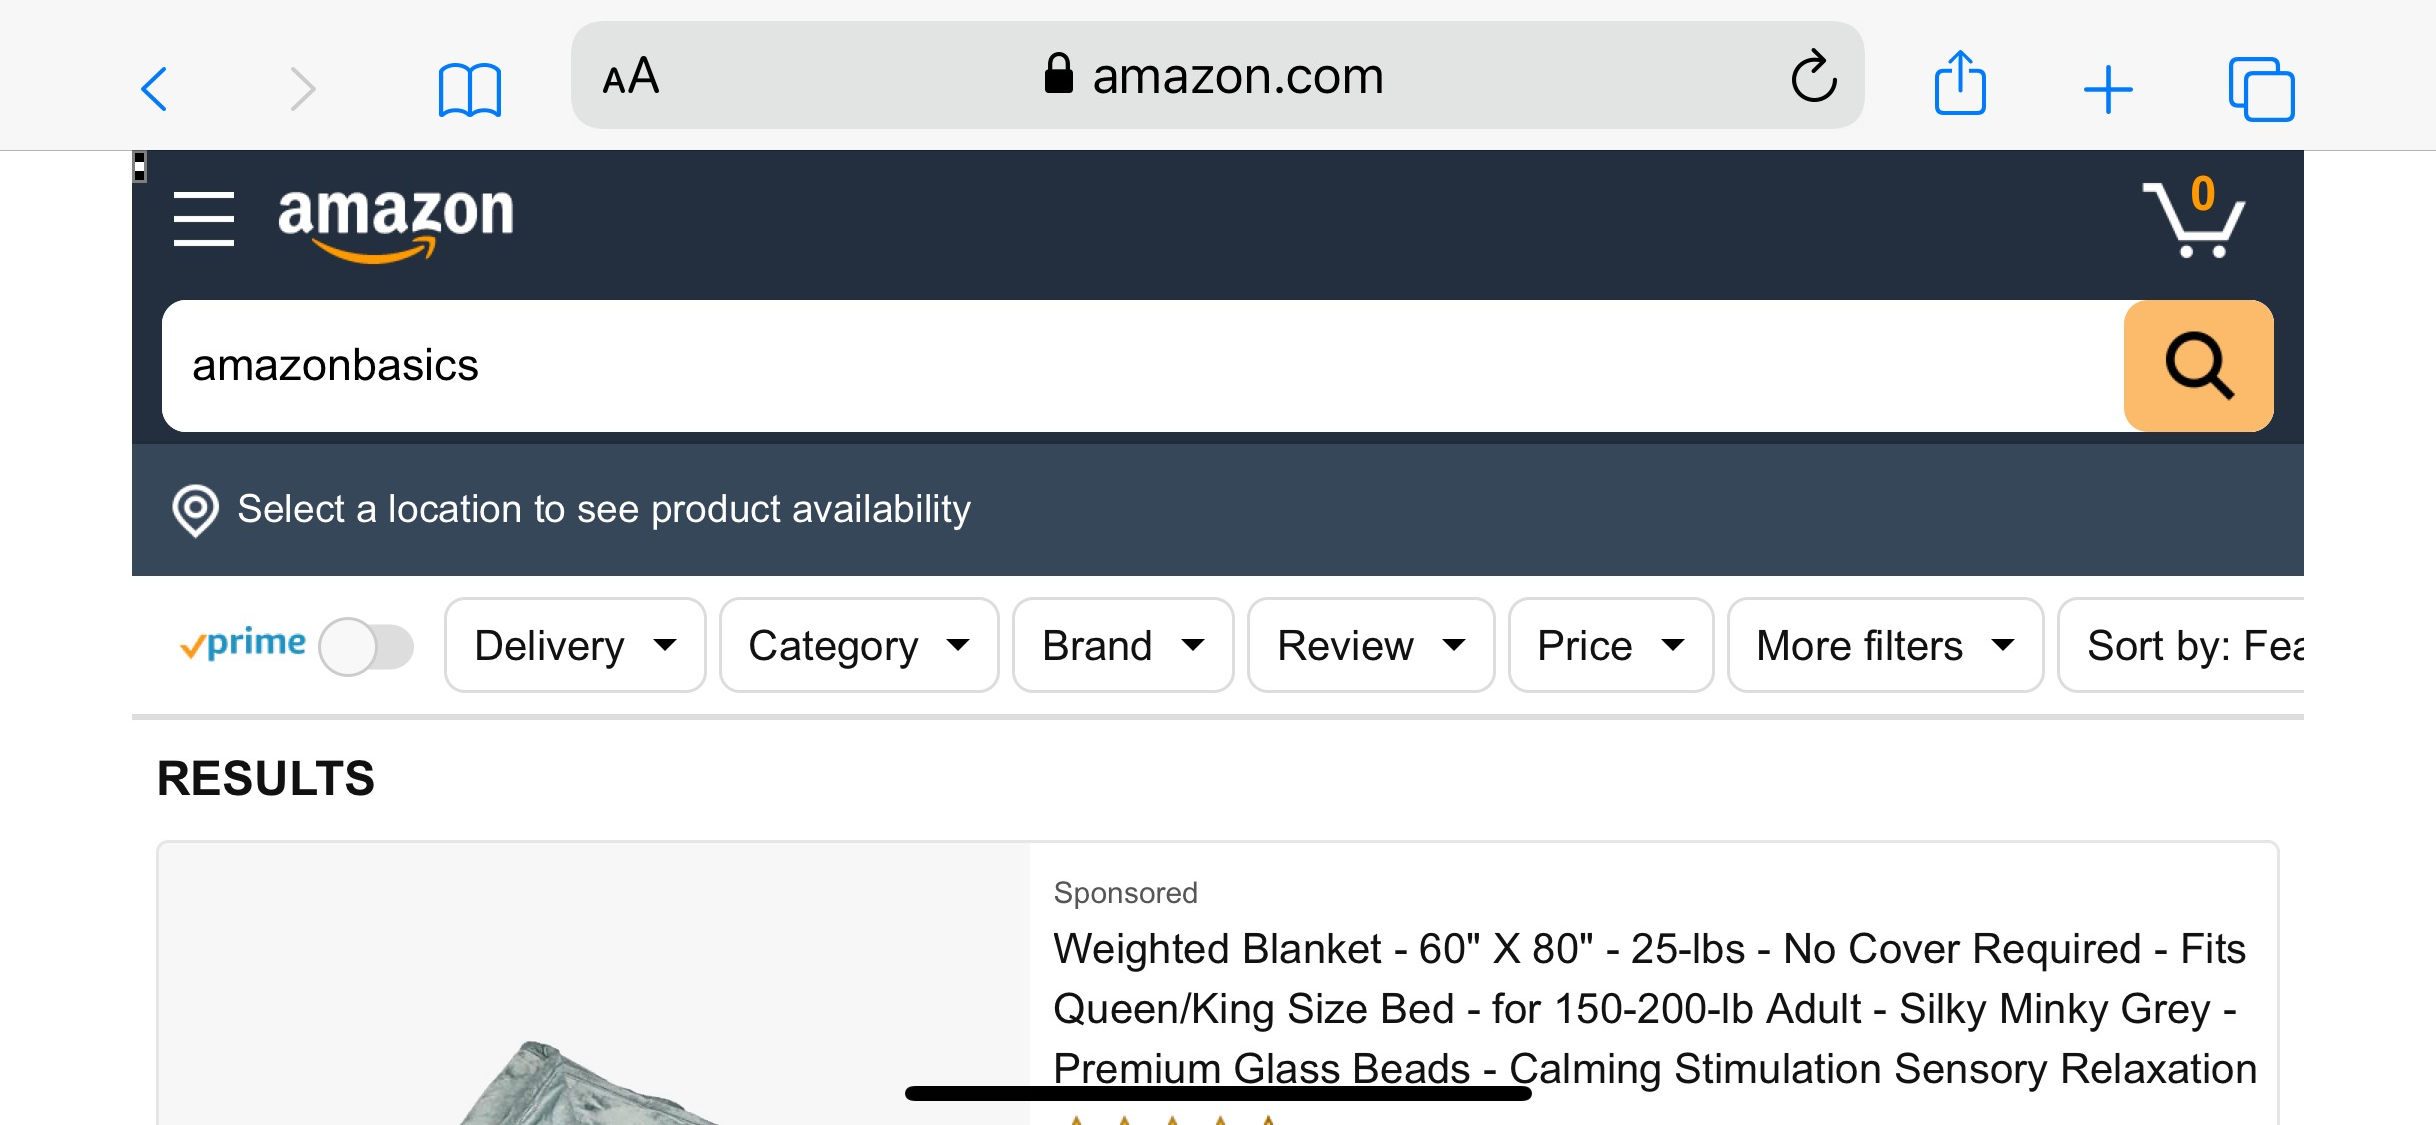 AA amazon.com
amazon 0
amazonbasics
Select a location to see product availability
prime Delivery Category Brand Review Price More filters Sort by: Fea
RESULTS
Sponsored
Weighted Blanket - 60" X 80" - 25-lbs - No Cover Required - Fits
Queen/King Size Bed - for 150-200-lb Adult - Silky Minky Grey -
Premium Glass Beads - Calming Stimulation Sensory Relaxation